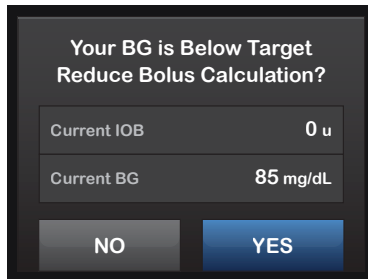 Your BG is Below Target
Reduce Bolus Calculation?
Current IOB 0 u
Current BG 85 mg/dL
NO YES